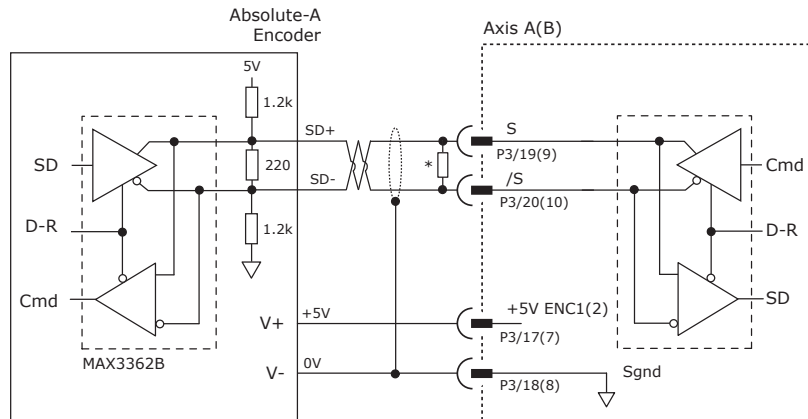 Absolute-A
Encoder
Axis A(B)
5V
1.2k
SD+
S
SD
220
*
P3/19(9)
Cmd
SD-
/S
P3/20(10)
D-R
1.2k
D-R
Cmd
SD
V+
+5V
+5V ENC1(2)
P3/17(7)
MAX3362B
V-
0V
Sgnd
P3/18(8)